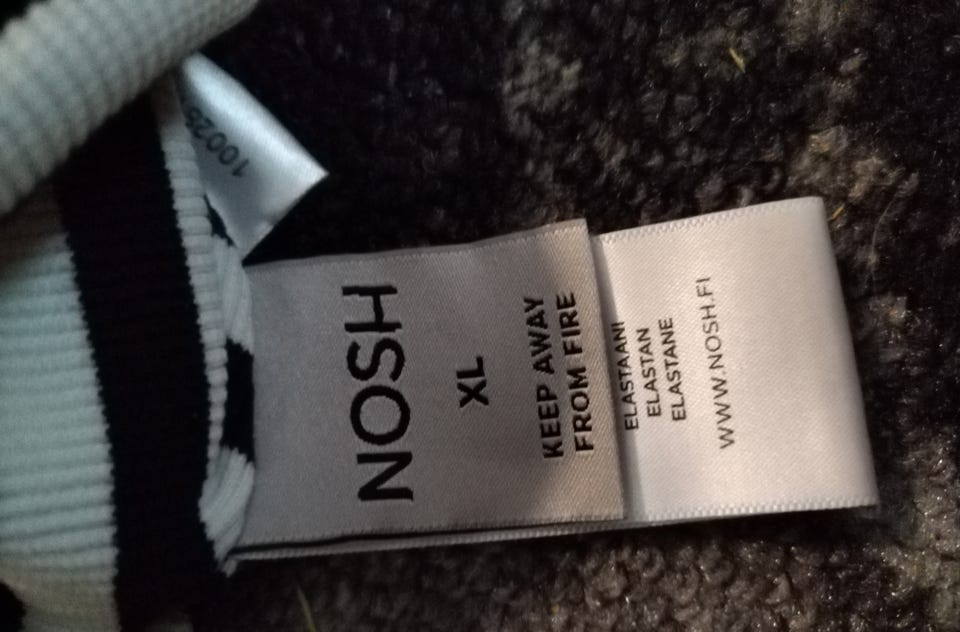 NOSH
XL
KEEP AWAY
FROM FIRE
ELASTAANI
ELASTAN
ELASTANE
WWW.NOSH.FI